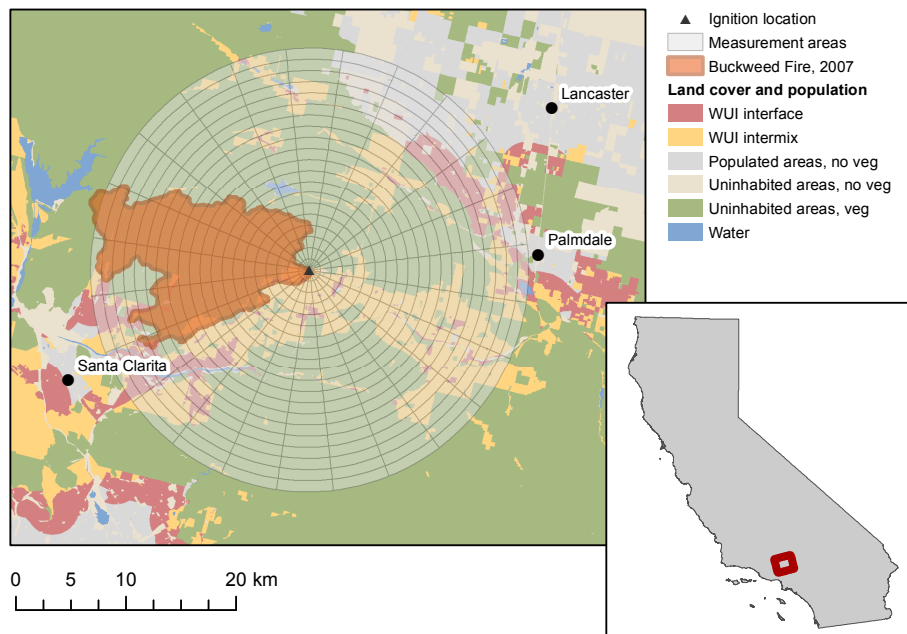 Ignition location
Measurement areas
Buckweed Fire, 2007
Land cover and population
WUI interface
WUI intermix
Populated areas, no veg
Uninhabited areas, no veg
Uninhabited areas, veg
Water
Lancaster
Palmdale
Santa Clarita
0 5 10 20 km